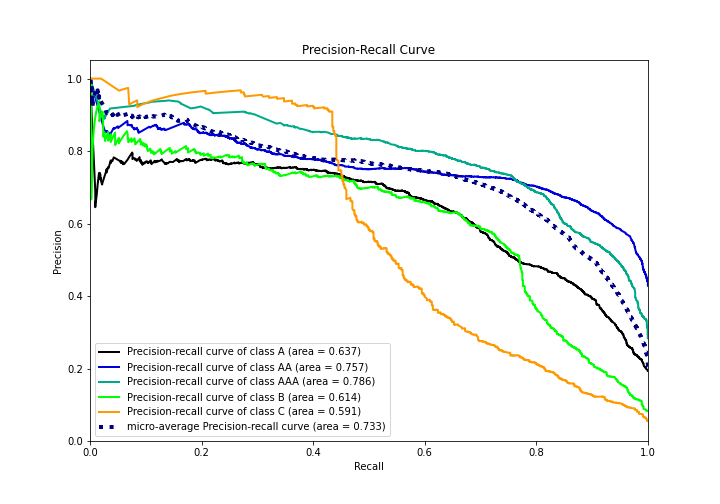 Precision-Recall Curve
1.0
0.8
0.6
0.4
0.2
0.0
Precision
Precision-recall curve of class A (area = 0.637)
Precision-recall curve of class AA (area = 0.757)
Precision-recall curve of class AAA (area = 0.786)
Precision-recall curve of class B (area = 0.614)
Precision-recall curve of class C (area = 0.591)
micro-average Precision-recall curve (area = 0.733)
0.0 0.2 0.4 0.6 0.8 1.0
Recall